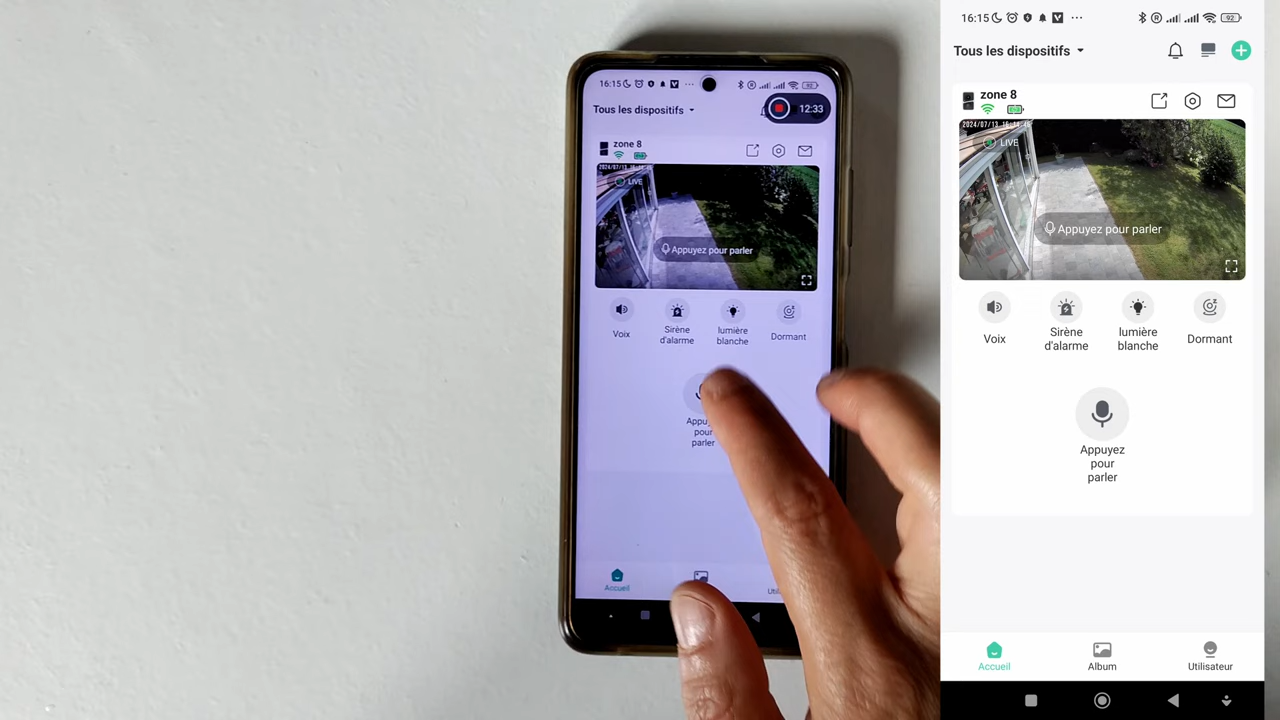 16:15
Tous les dispositifs
12:33
zone 8
LIVE
Appuyez pour parler
Voix
Sirène
d'alarme
lumière
blanche
Dormant
pour
parler
Accueil
16:15
92
Tous les dispositifs
zone 8
LIVE
Appuyez pour parler
Voix
Sirène
d'alarme
lumière
blanche
Dormant
Appuyez
pour
parler
Accueil
Album
Utilisateur